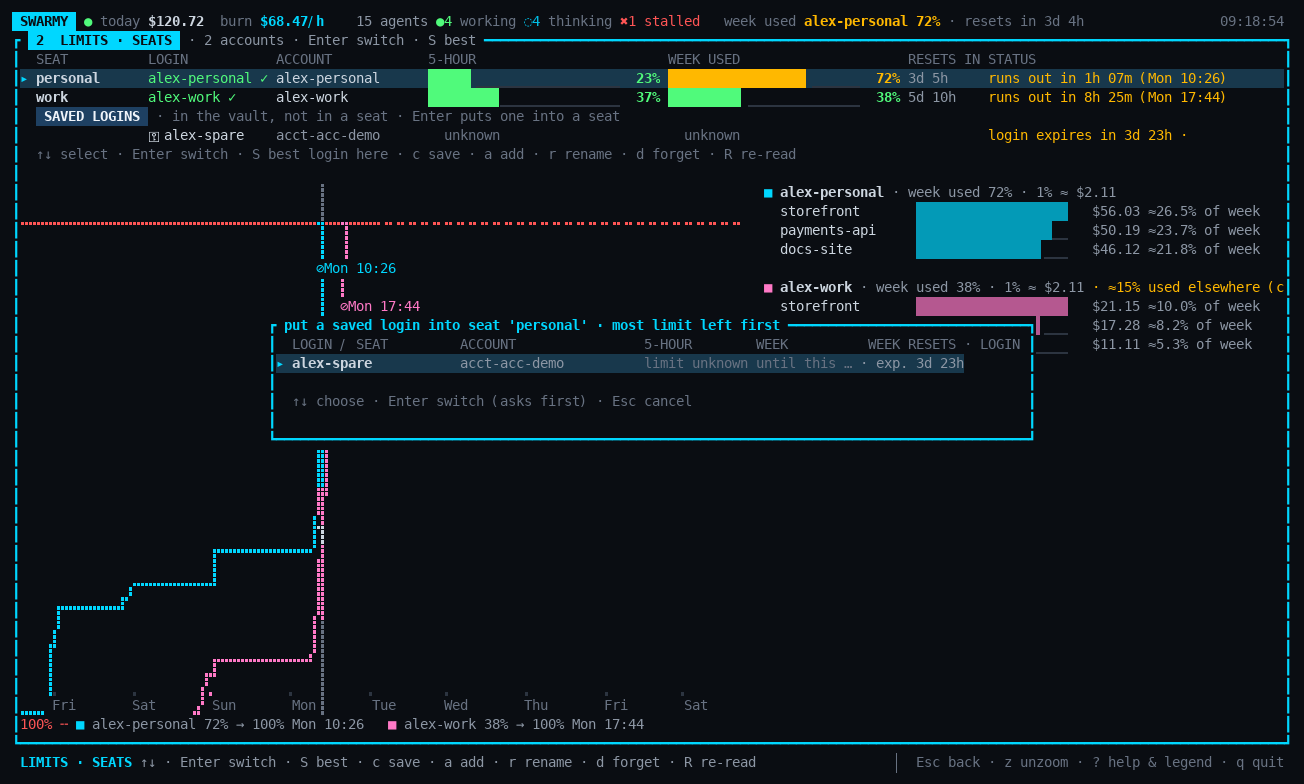 SWARMY ● today $120.72 burn $68.47/h 15 agents ●4 working ◌4 thinking ✖1 stalled week used alex-personal 72% · resets in 3d 4h 09:18:54
2 LIMITS · SEATS · 2 accounts · Enter switch · S best
SEAT LOGIN ACCOUNT 5-HOUR WEEK USED RESETS IN STATUS
▸ personal alex-personal ✓ alex-personal 23% 72% 3d 5h runs out in 1h 07m (Mon 10:26)
work alex-work ✓ alex-work 37% 38% 5d 10h runs out in 8h 25m (Mon 17:44)
SAVED LOGINS · in the vault, not in a seat · Enter puts one into a seat
⚿ alex-spare acct-acc-demo unknown unknown login expires in 3d 23h ·
↑↓ select · Enter switch · S best login here · c save · a add · r rename · d forget · R re-read
■ alex-personal · week used 72% · 1% ≈ $2.11
storefront $56.03 ≈26.5% of week
payments-api $50.19 ≈23.7% of week
docs-site $46.12 ≈21.8% of week
⊘Mon 10:26
■ alex-work · week used 38% · 1% ≈ $2.11 · ≈15% used elsewhere (c
⊘Mon 17:44
storefront $21.15 ≈10.0% of week
$17.28 ≈8.2% of week
$11.11 ≈5.3% of week
put a saved login into seat 'personal' · most limit left first
LOGIN / SEAT ACCOUNT 5-HOUR WEEK WEEK RESETS · LOGIN
▸ alex-spare acct-acc-demo limit unknown until this … · exp. 3d 23h
↑↓ choose · Enter switch (asks first) · Esc cancel
Fri Sat Sun Mon Tue Wed Thu Fri Sat
100% ╌ ■ alex-personal 72% → 100% Mon 10:26 ■ alex-work 38% → 100% Mon 17:44
LIMITS · SEATS ↑↓ · Enter switch · S best · c save · a add · r rename · d forget · R re-read │ Esc back · z unzoom · ? help & legend · q quit